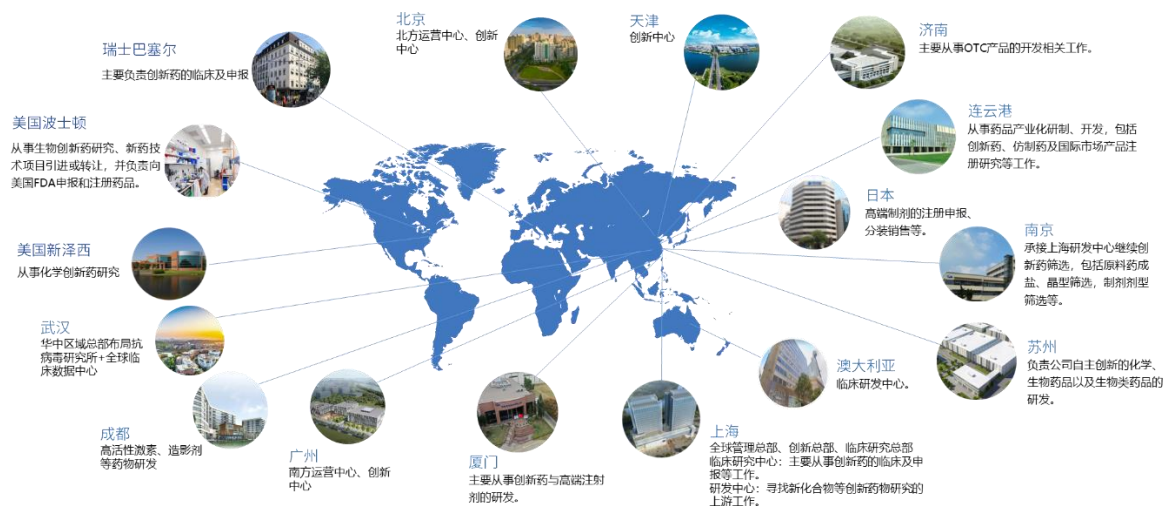 瑞士巴塞尔
主要负责创新药的临床及申报
北京
北方运营中心、创新
中心
天津
创新中心
济南
主要从事OTC产品的开发相关工作。
美国波士顿
从事生物创新药研究、新药技
术项目引进或转让，并负责向
美国FDA申报和注册药品。
连云港
从事药品产业化研制、开发，包括
创新药、仿制药及国际市场产品注
册研究等工作。
日本
高端制剂的注册申报、
分装销售等。
美国新泽西
从事化学创新药研究
南京
承接上海研发中心继续创
新药筛选，包括原料药成
盐、晶型筛选，制剂剂型
筛选等。
武汉
华中区域总部布局抗
病毒研究所+全球临
床数据中心
苏州
负责公司自主创新的化学、
生物药品以及生物类药品的
研发。
澳大利亚
临床研发中心。
成都
高活性激素、造影剂
等药物研发
广州
南方运营中心、创新
中心
厦门
主要从事创新药与高端注射
剂的研发。
上海
全球管理总部、创新总部、临床研究总部
临床研究中心：主要从事创新药的临床及申
报等工作。
研发中心：寻找新化合物等创新药物研究的
上游工作。